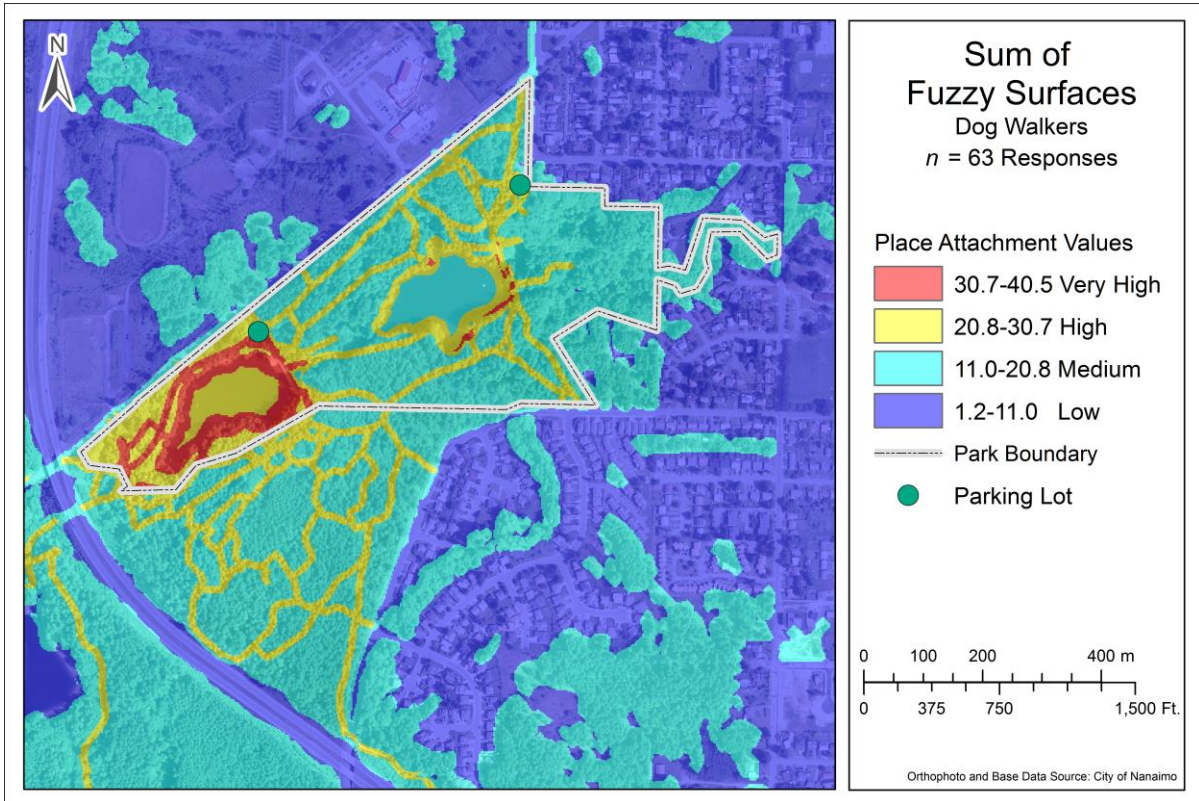 N
Sum of
Fuzzy Surfaces
Dog Walkers
n = 63 Responses
Place Attachment Values
30.7-40.5 Very High
20.8-30.7 High
11.0-20.8 Medium
1.2-11.0 Low
Park Boundary
Parking Lot
0 100 200 400 m
0 375 750 1,500 Ft.
Orthophoto and Base Data Source: City of Nanaimo